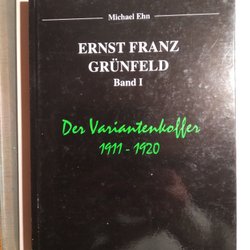 Michael Ehn
ERNST FRANZ
GRÜNFELD
Band I
Der Variantenkoffer
1911 - 1920